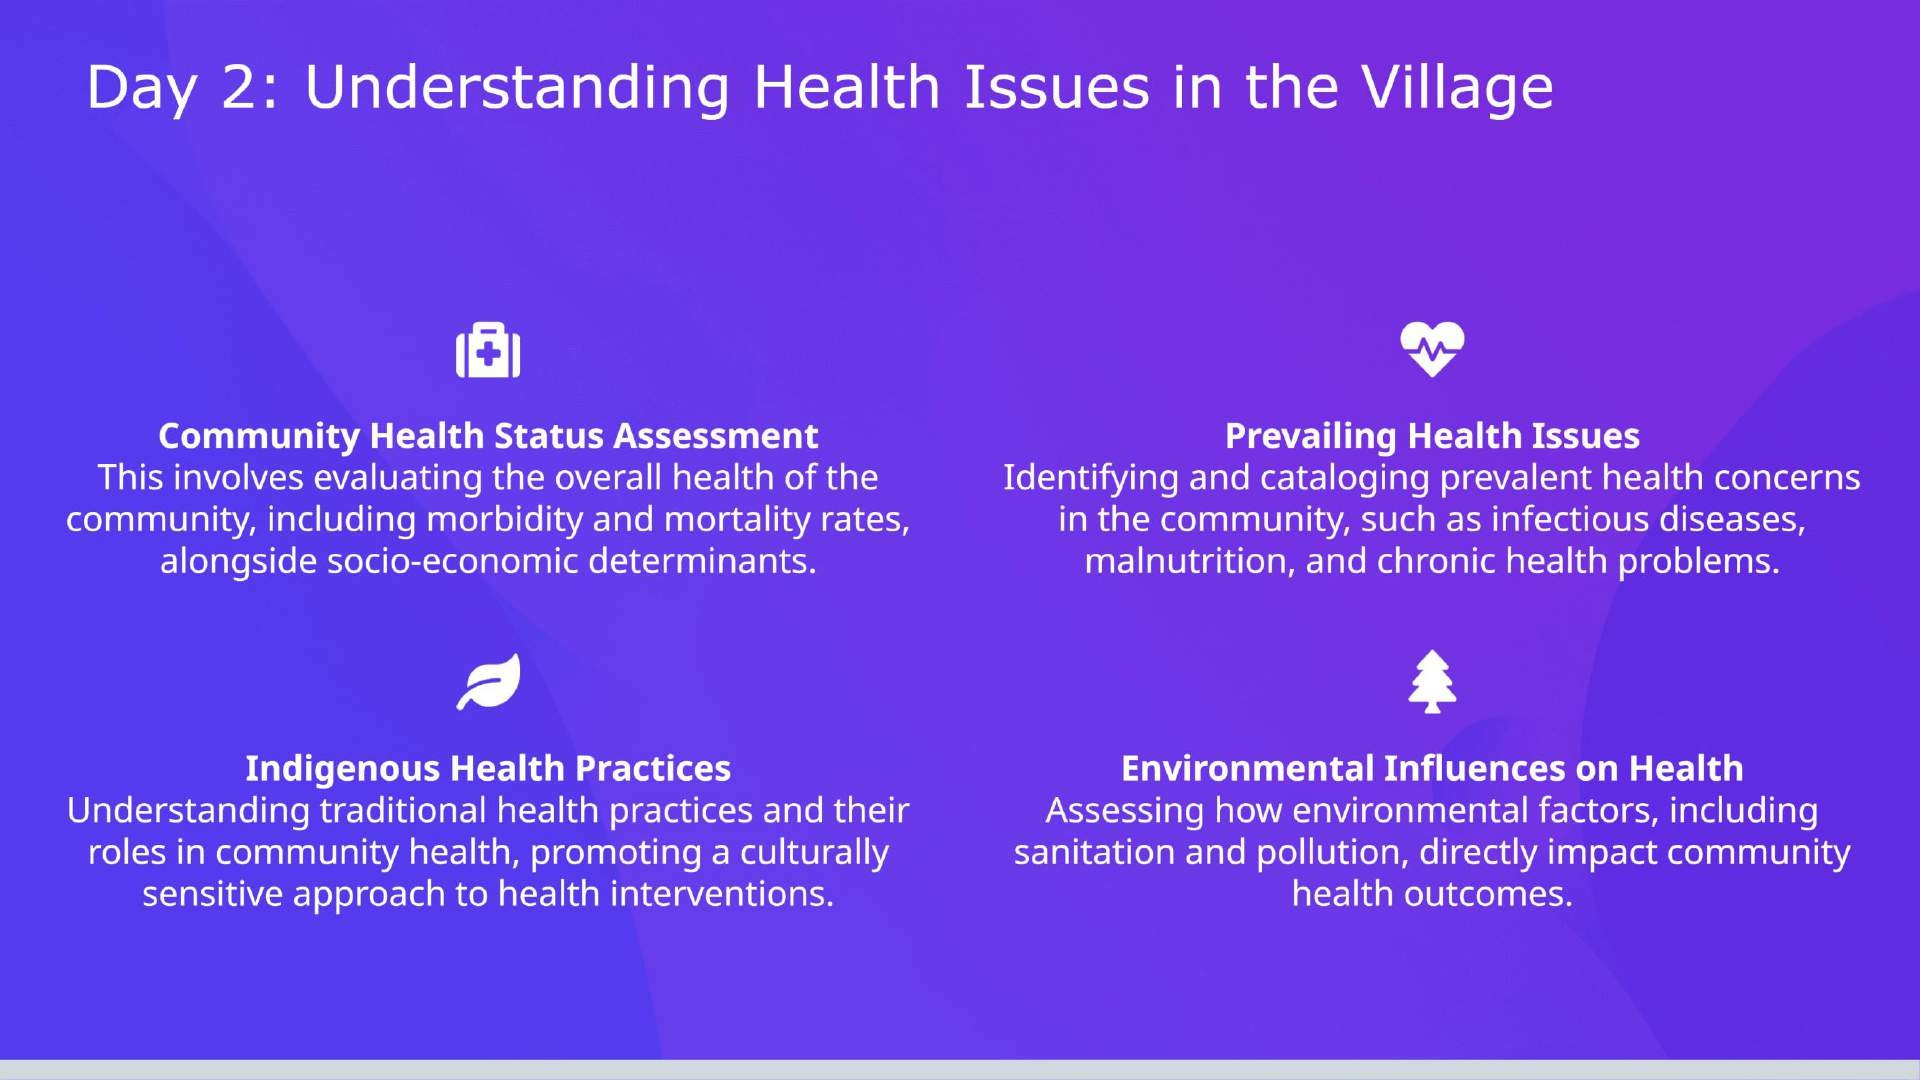 Day 2: Understanding Health Issues in the Village
Community Health Status Assessment
This involves evaluating the overall health of the
community, including morbidity and mortality rates,
alongside socio-economic determinants.
Prevailing Health Issues
Identifying and cataloging prevalent health concerns
in the community, such as infectious diseases,
malnutrition, and chronic health problems.
Indigenous Health Practices
Understanding traditional health practices and their
roles in community health, promoting a culturally
sensitive approach to health interventions.
Environmental Influences on Health
Assessing how environmental factors, including
sanitation and pollution, directly impact community
health outcomes.